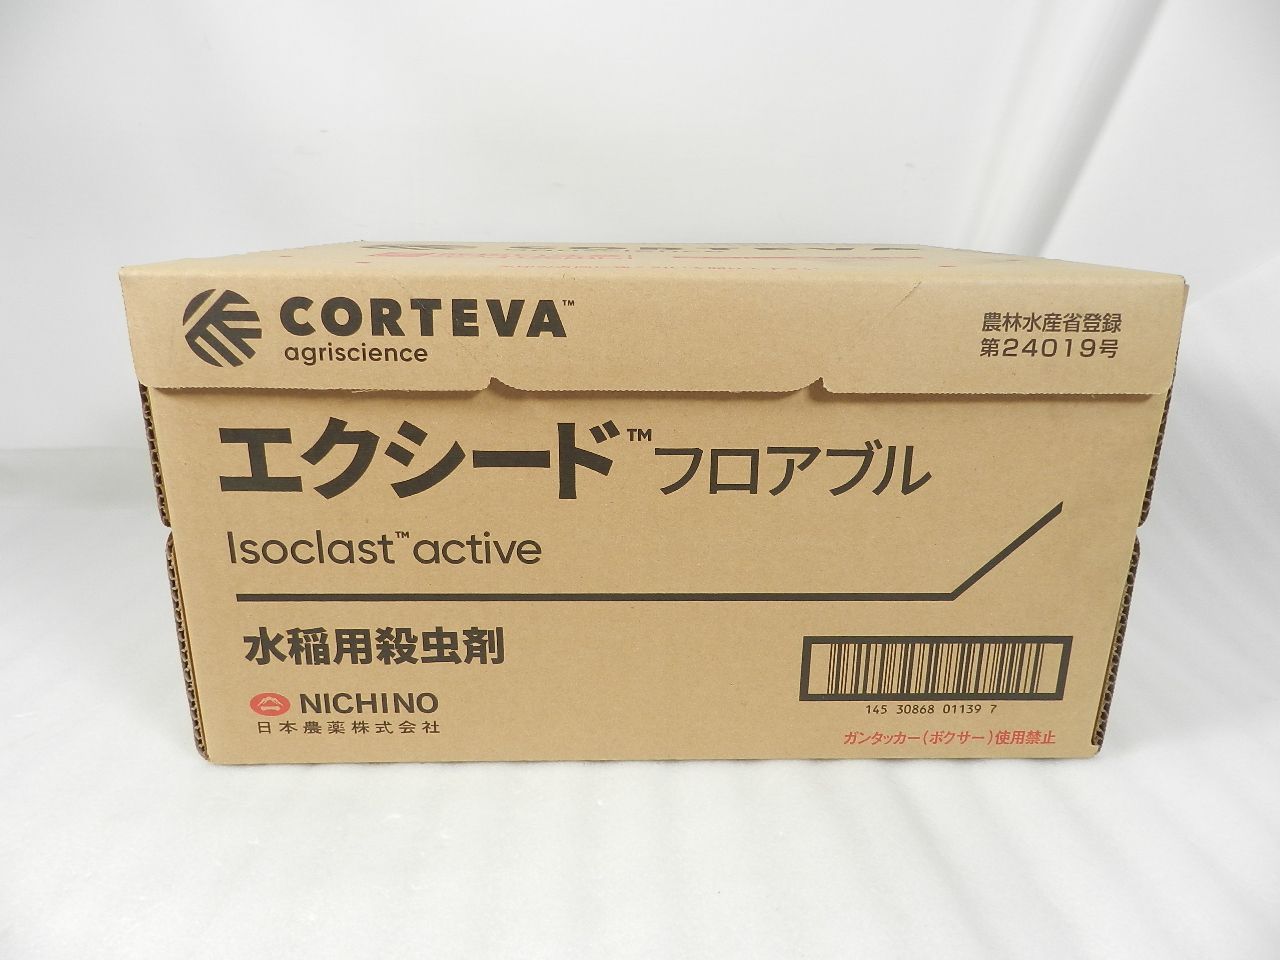 CORTEVA
CORTEVA™
agriscience
農林水産省登録
第24019号
エクシード™フロアブル
Isoclast™active
水稲用殺虫剤
NICHINO
日本農薬株式会社
145 30868 01139 7
ガンタッカー(ボクサー)使用禁止